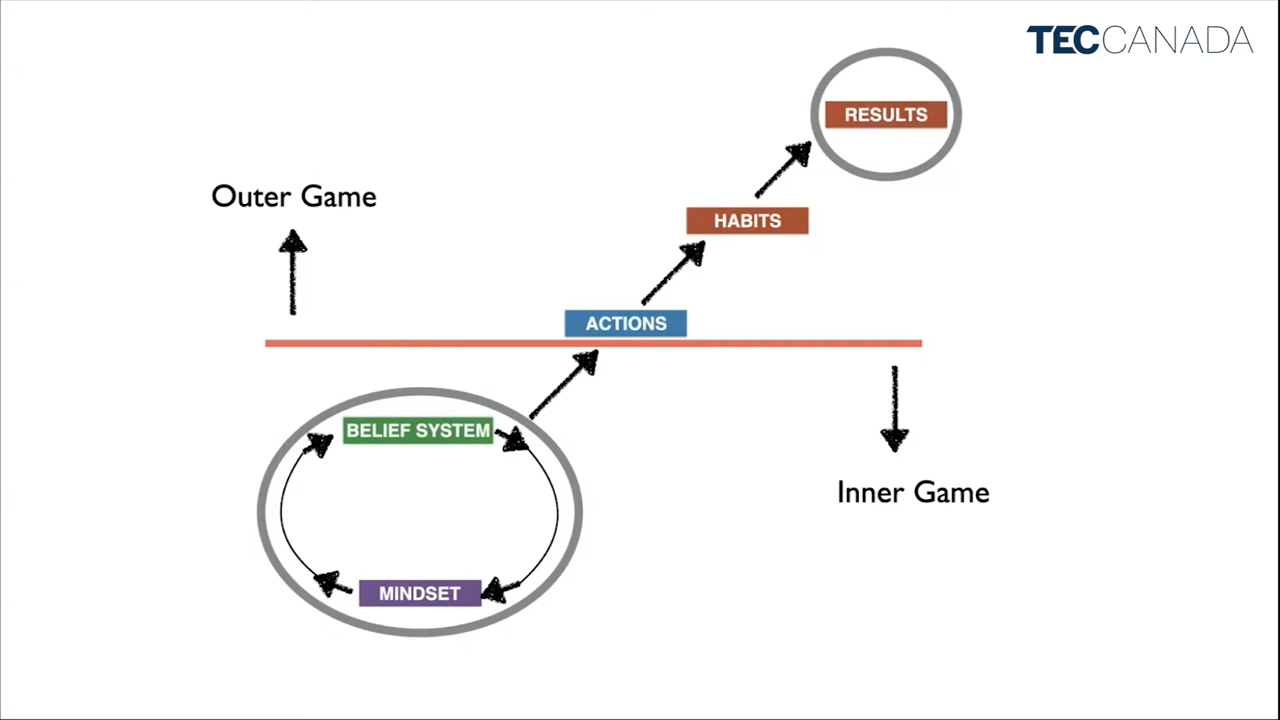 TECCANADA
RESULTS
Outer Game
HABITS
ACTIONS
BELIEF SYSTEM
Inner Game
MINDSET